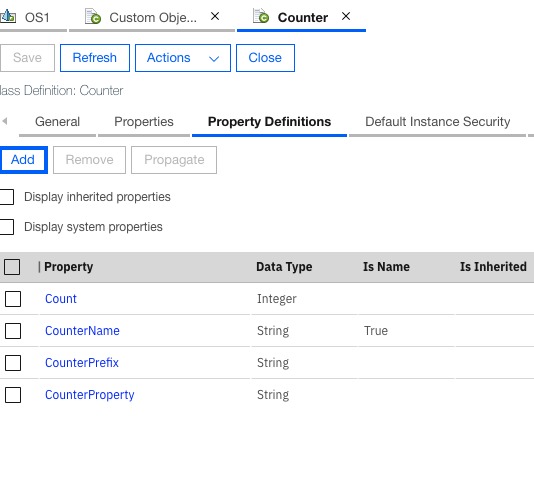 OS1 Custom Obje... Counter
Save Refresh Actions Close
lass Definition: Counter
General Properties Property Definitions Default Instance Security
Add Remove Propagate
Display inherited properties
Display system properties
Property Data Type Is Name Is Inherited
Count Integer
CounterName String True
CounterPrefix String
CounterProperty String